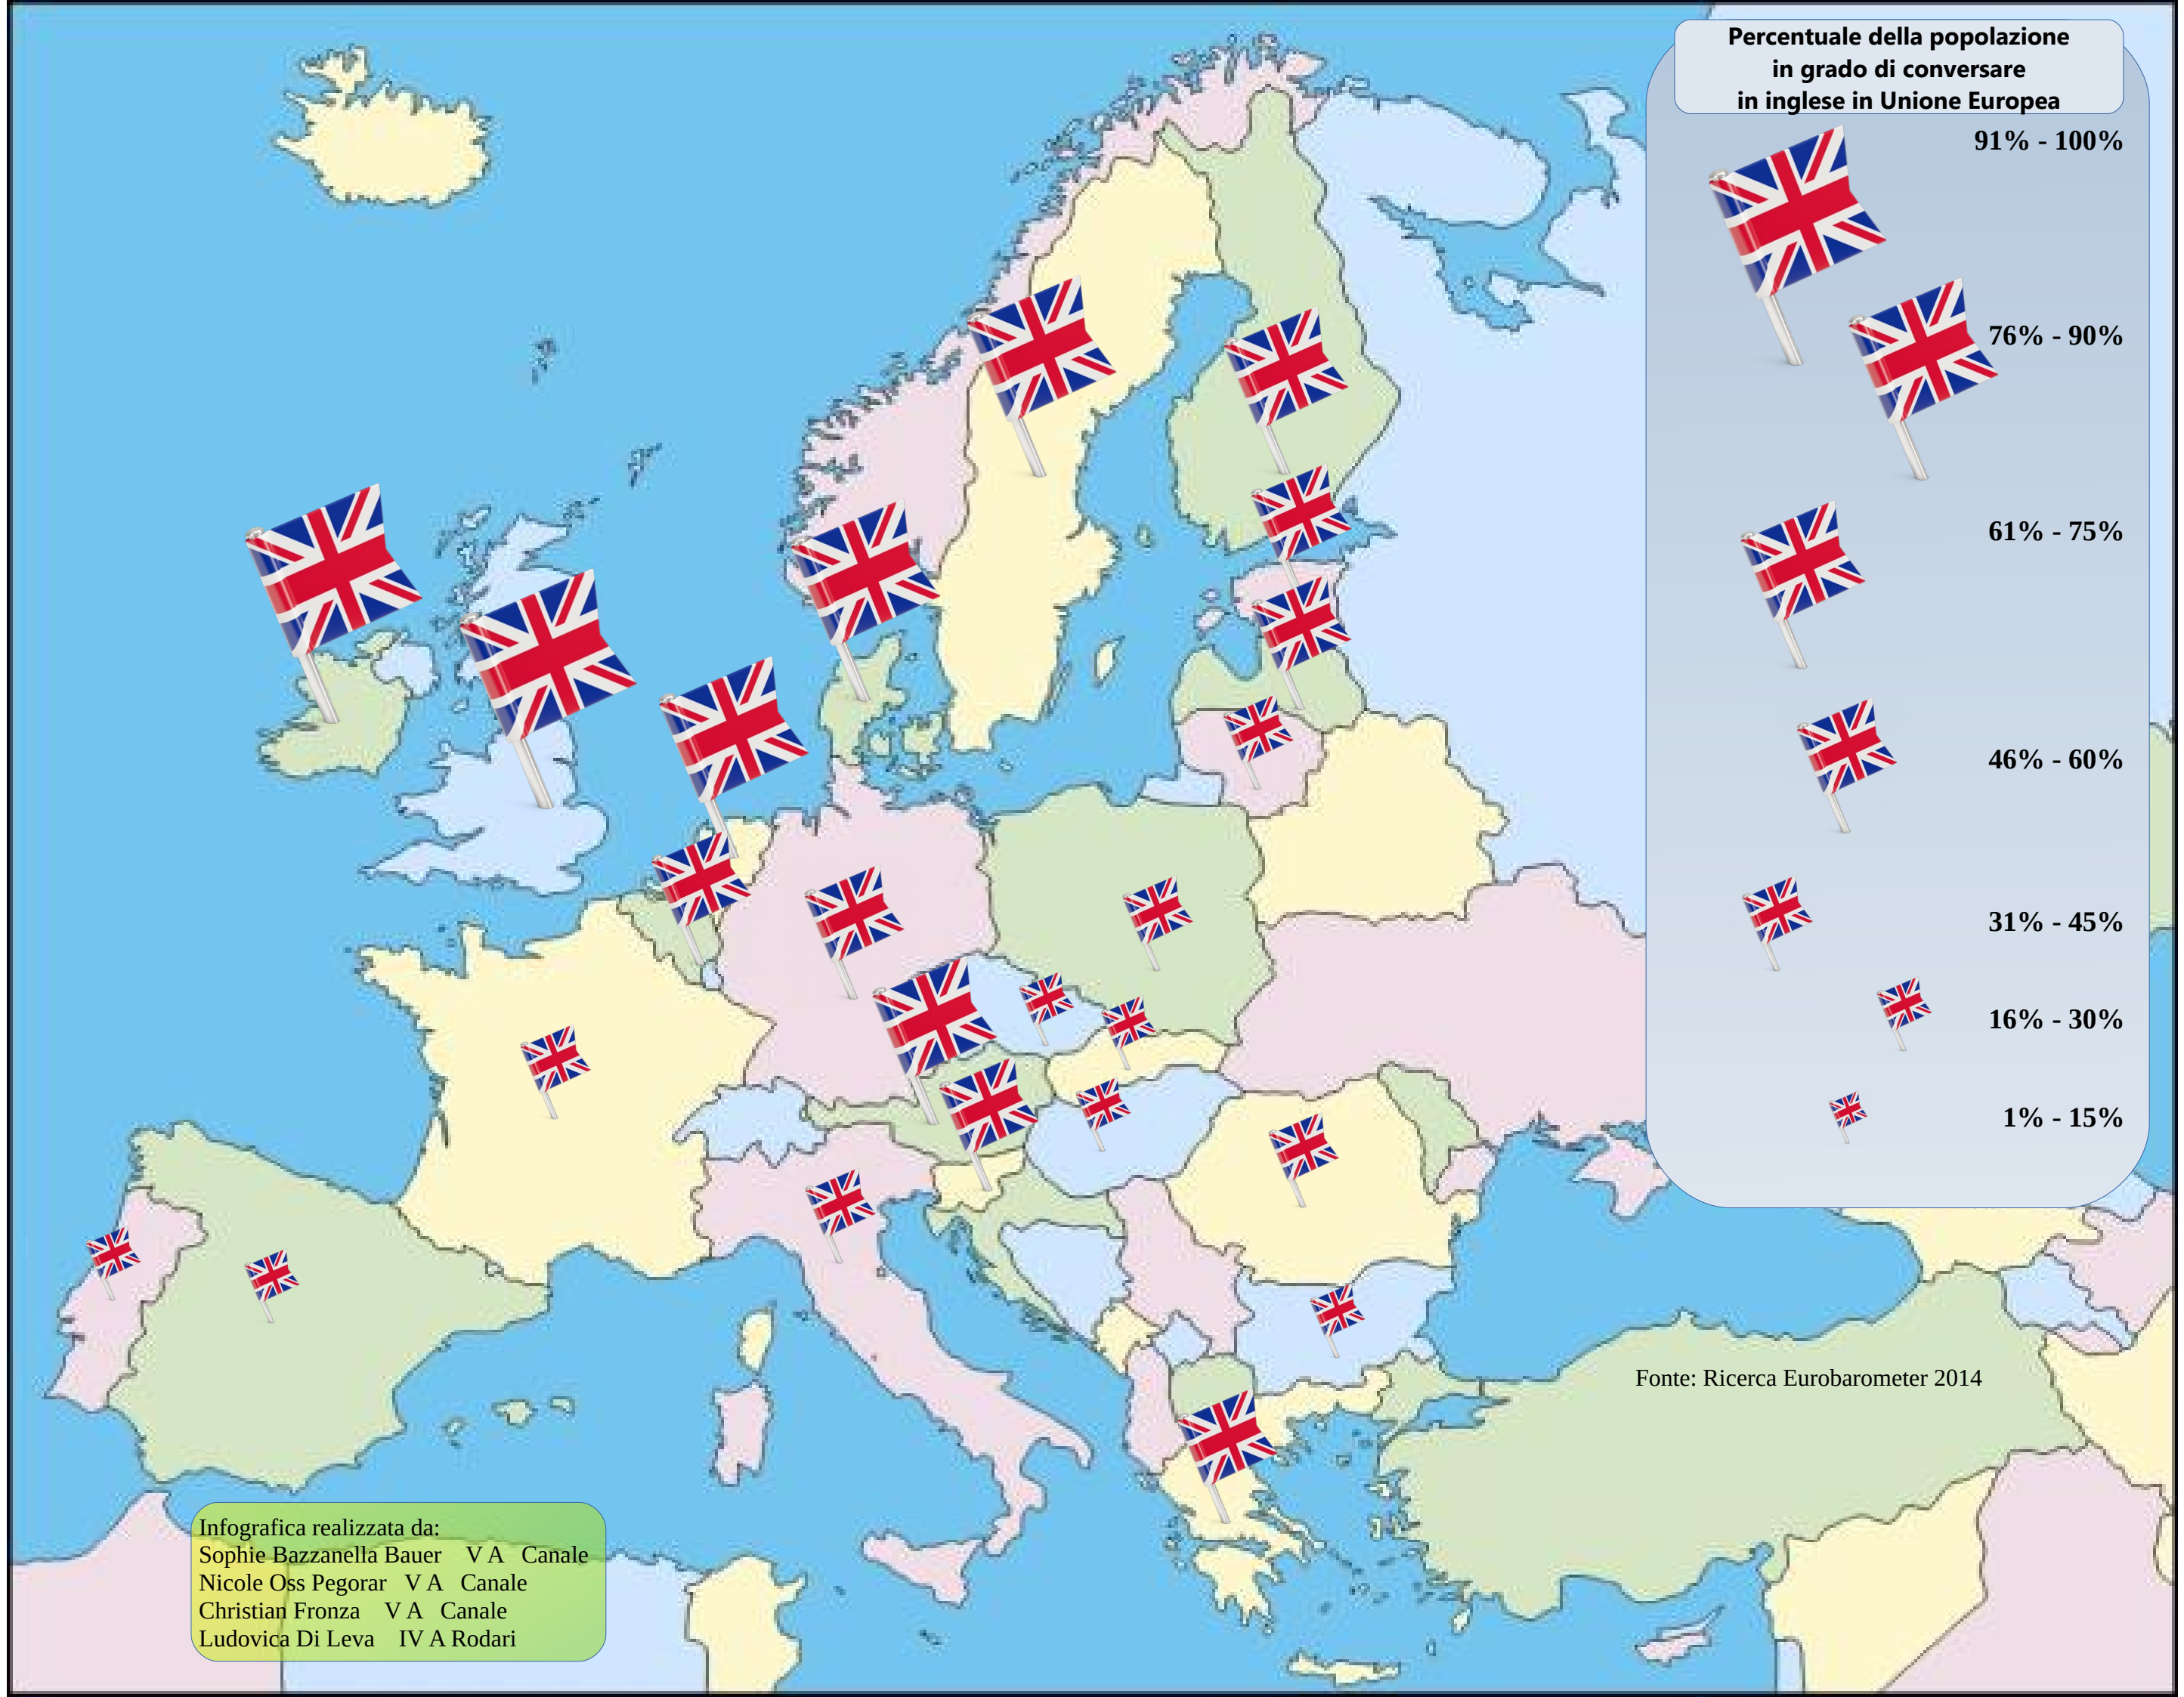 Percentuale della popolazione
in grado di conversare
in inglese in Unione Europea
91% - 100%
76% - 90%
61% - 75%
46% - 60%
31% - 45%
16% - 30%
1% - 15%
Fonte: Ricerca Eurobarometer 2014
Infografica realizzata da:
Sophie Bazzanella Bauer V A Canale
Nicole Oss Pegorar V A Canale
Christian Fronza V A Canale
Ludovica Di Leva IV A Rodari